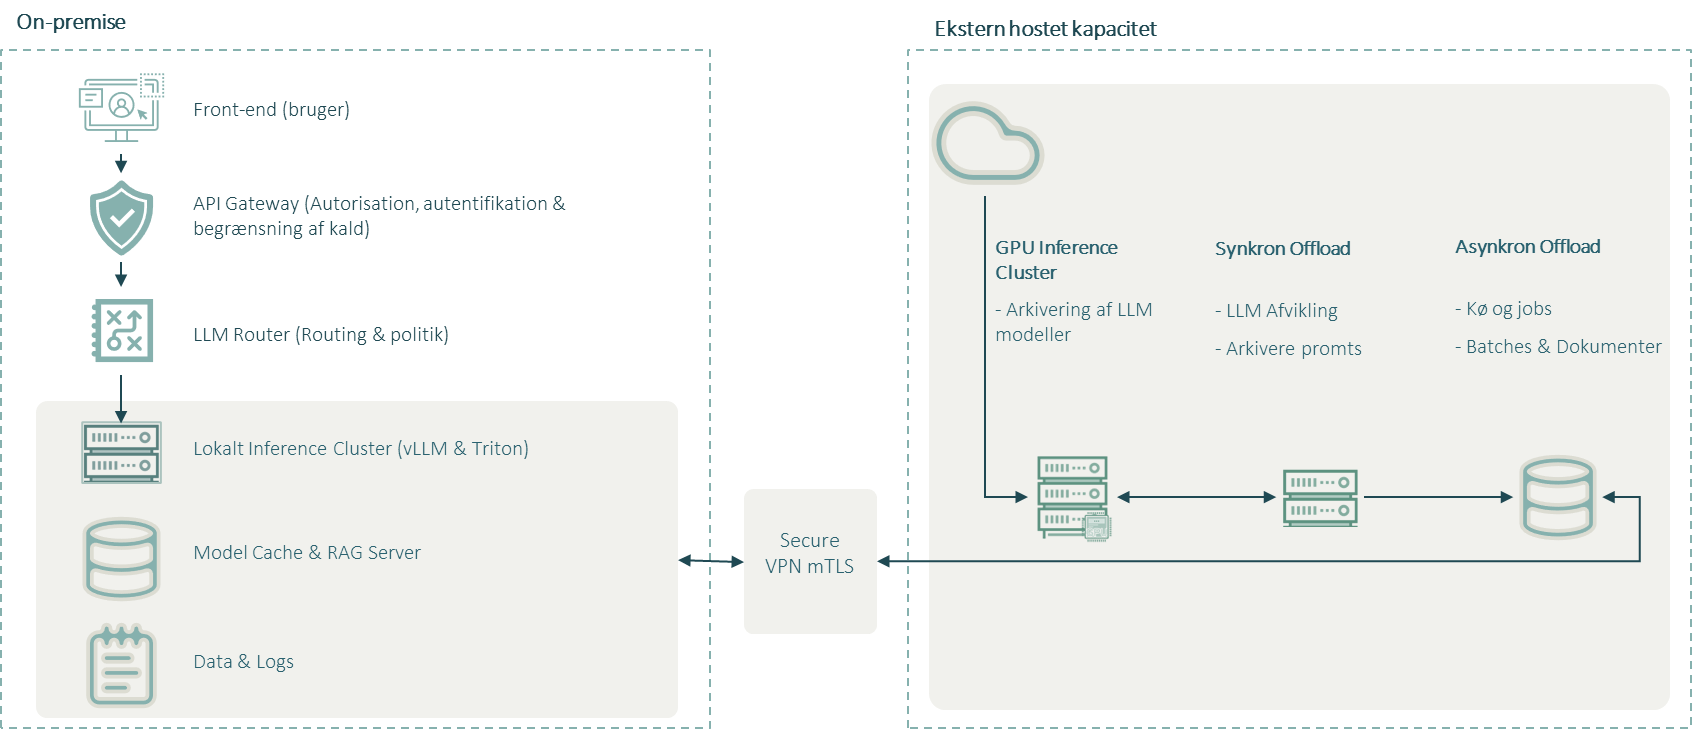 On-premise
Front-end (bruger)
API Gateway (Autorisation, autentifikation &
begrænsning af kald)
LLM Router (Routing & politik)
Lokalt Inference Cluster (vLLM & Triton)
Model Cache & RAG Server
Data & Logs
Secure
VPN mTLS
Ekstern hostet kapacitet
GPU Inference
Cluster
- Arkivering af LLM
modeller
Synkron Offload
- LLM Afvikling
- Arkivere promts
Asynkron Offload
- Kø og jobs
- Batches & Dokumenter